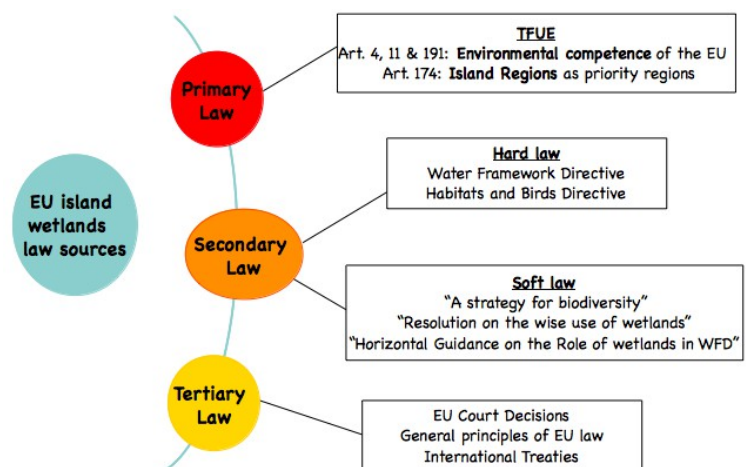 EU island
wetlands
law sources
Primary
Law
TFUE
Art. 4, 11 & 191: Environmental competence of the EU
Art. 174: Island Regions as priority regions
Secondary
Law
Hard law
Water Framework Directive
Habitats and Birds Directive
Soft law
“A strategy for biodiversity”
“Resolution on the wise use of wetlands”
“Horizontal Guidance on the Role of wetlands in WFD”
Tertiary
Law
EU Court Decisions
General principles of EU law
International Treaties